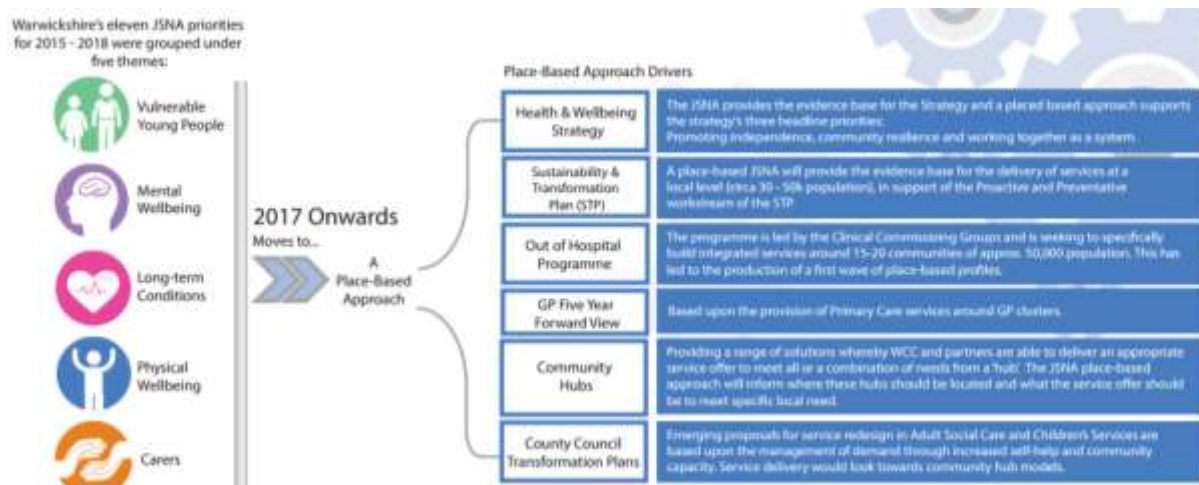 Warwickshire's eleven JSNA priorities
for 2015 - 2018 were grouped under
five themes:
Vulnerable
Young People
Mental
Wellbeing
Long-term
Conditions
Physical
Wellbeing
Carers
2017 Onwards
Moves to...
A
Place-Based
Approach
Place-Based Approach Drivers
Health & Wellbeing
Strategy
The JSNA provides the evidence base for the Strategy and a placed based approach supports
the strategy's three headline priorities:
Promoting independence, community resilience and working together as a system.
Sustainability &
Transformation
Plan (STP)
A place-based JSNA will provide the evidence base for the delivery of services at a
local level (circa 30 - 50k population), in support of the Proactive and Preventative
workstream of the STP.
Out of Hospital
Programme
The programme is led by the Clinical Commissioning Groups and is seeking to specifically
build integrated services around 15-20 communities of approx. 50,000 population. This has
led to the production of a first wave of place-based profiles.
GP Five Year
Forward View
Based upon the provision of Primary Care services around GP clusters.
Community
Hubs
Providing a range of solutions whereby WCC and partners are able to deliver an appropriate
service offer to meet all or a combination of needs from a 'hub'. The JSNA place-based
approach will inform where these hubs should be located and what the service offer should
be to meet specific local need.
County Council
Transformation Plans
Emerging proposals for service redesign in Adult Social Care and Children's Services are
based upon the management of demand through increased self-help and community
capacity. Service delivery would look towards community hub models.